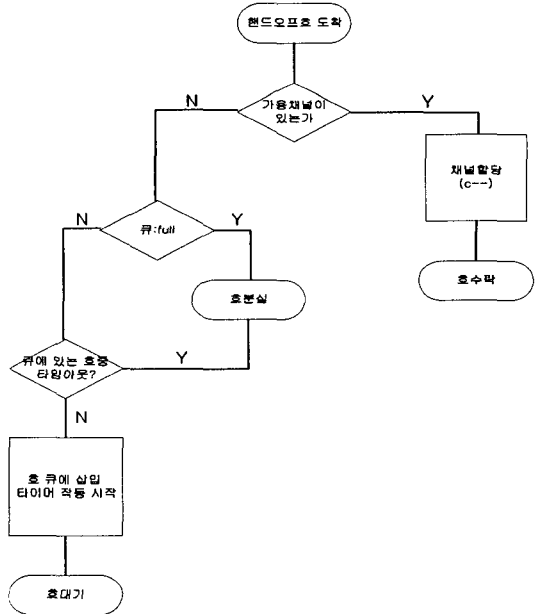 핸드오프호 도착
N
가용채널이
있는가
Y
채널할당
(c--)
N
큐:full
Y
호수락
호분실
큐에 있는 호중
타임아웃?
Y
N
호 큐에 삽입
타이머 작동 시작
호대기